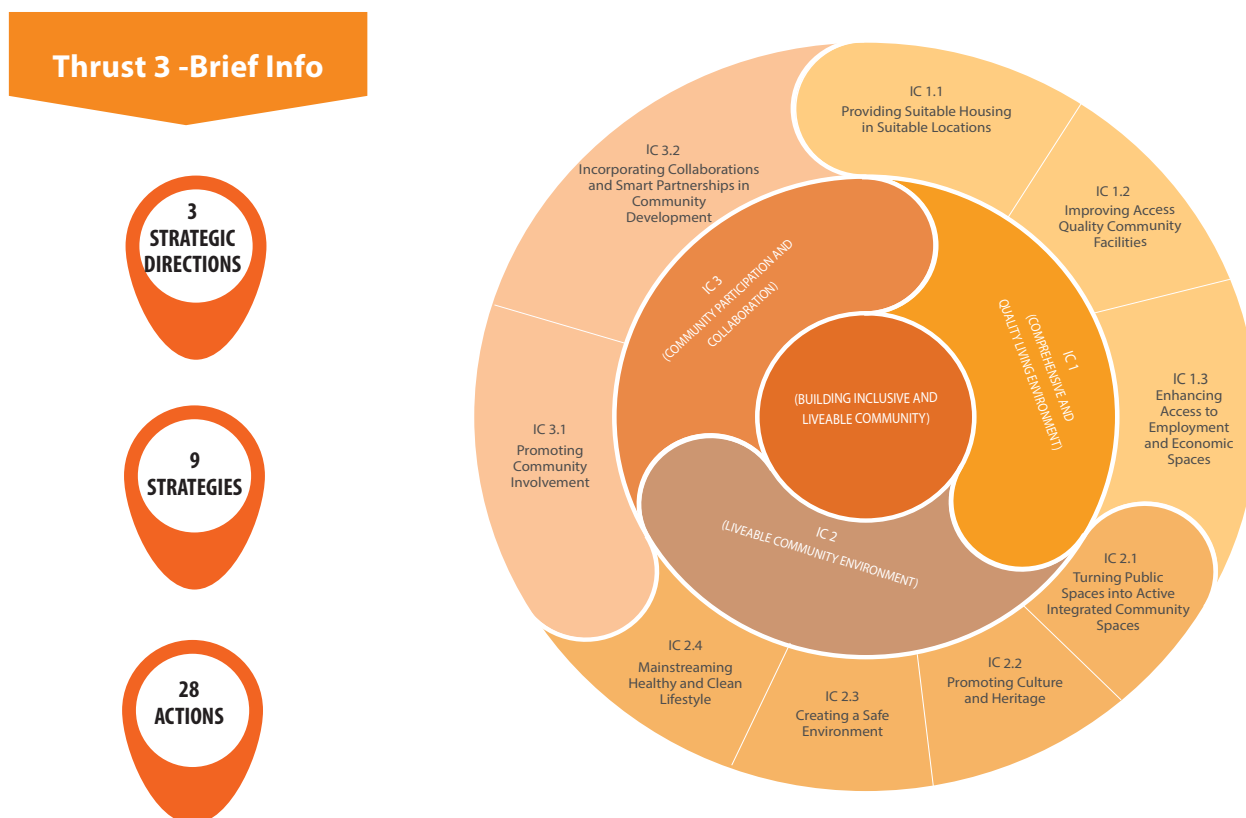 Thrust 3 -Brief Info
3
STRATEGIC
DIRECTIONS
9
STRATEGIES
28
ACTIONS
IC 1.1
Providing Suitable Housing
in Suitable Locations
IC 1.2
Improving Access
Quality Community
Facilities
IC 1.3
Enhancing
Access to
Employment
and Economic
Spaces
IC 2.1
Turning Public
Spaces into Active
Integrated Community
Spaces
IC 2.2
Promoting Culture
and Heritage
IC 2.3
Creating a Safe
Environment
IC 2.4
Mainstreaming
Healthy and Clean
Lifestyle
IC 3.1
Promoting
Community
Involvement
IC 3.2
Incorporating Collaborations
and Smart Partnerships in
Community
Development
IC 3
(COMMUNITY PARTICIPATION AND
COLLABORATION)
IC 1
(COMPREHENSIVE AND
QUALITY LIVING ENVIRONMENT)
IC 2
(LIVEABLE COMMUNITY ENVIRONMENT)
(BUILDING INCLUSIVE AND
LIVEABLE COMMUNITY)